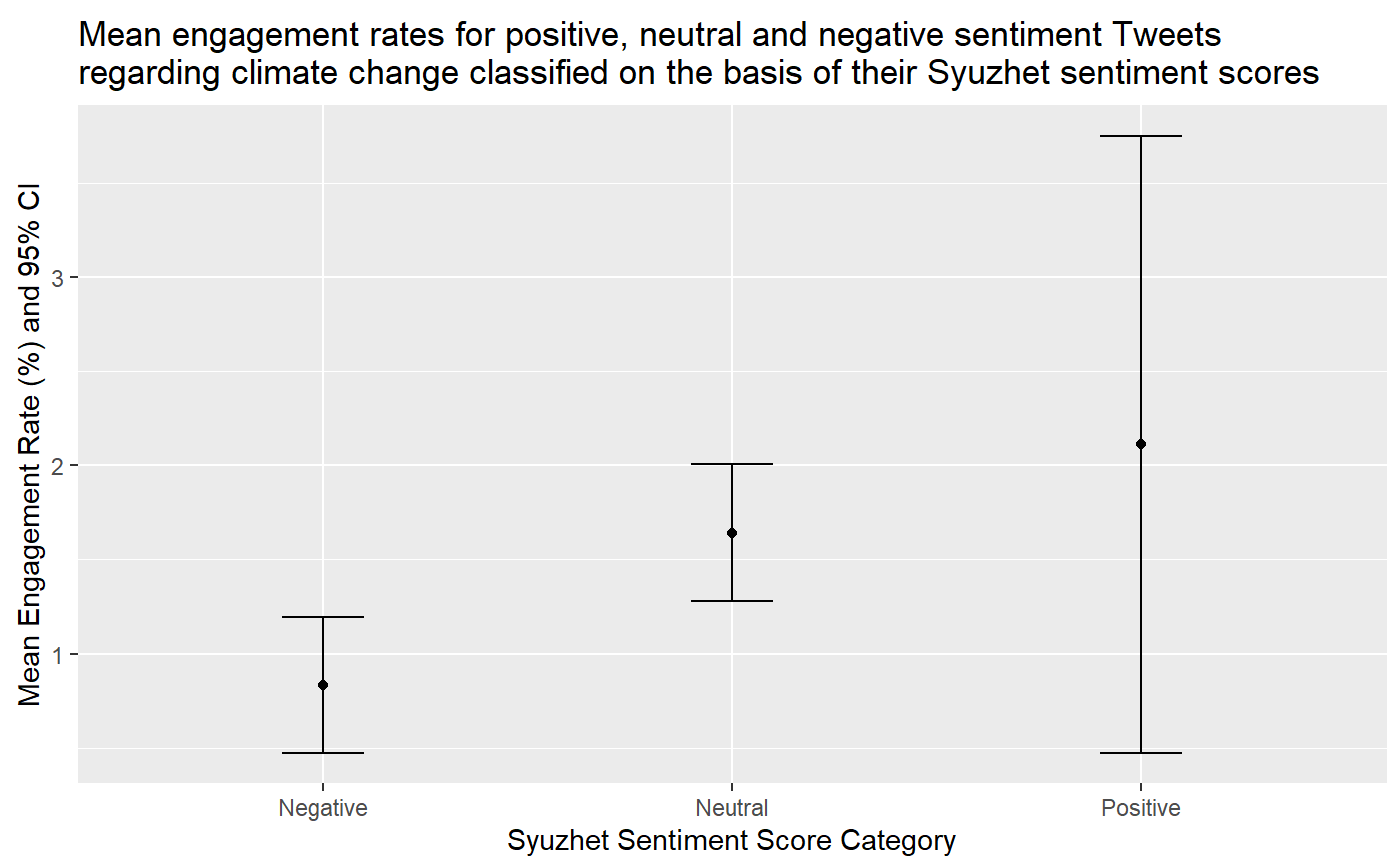 Mean engagement rates for positive, neutral and negative sentiment Tweets
regarding climate change classified on the basis of their Syuzhet sentiment scores
Mean Engagement Rate (%) and 95% CI
3
2
1
Negative
Neutral
Positive
Syuzhet Sentiment Score Category